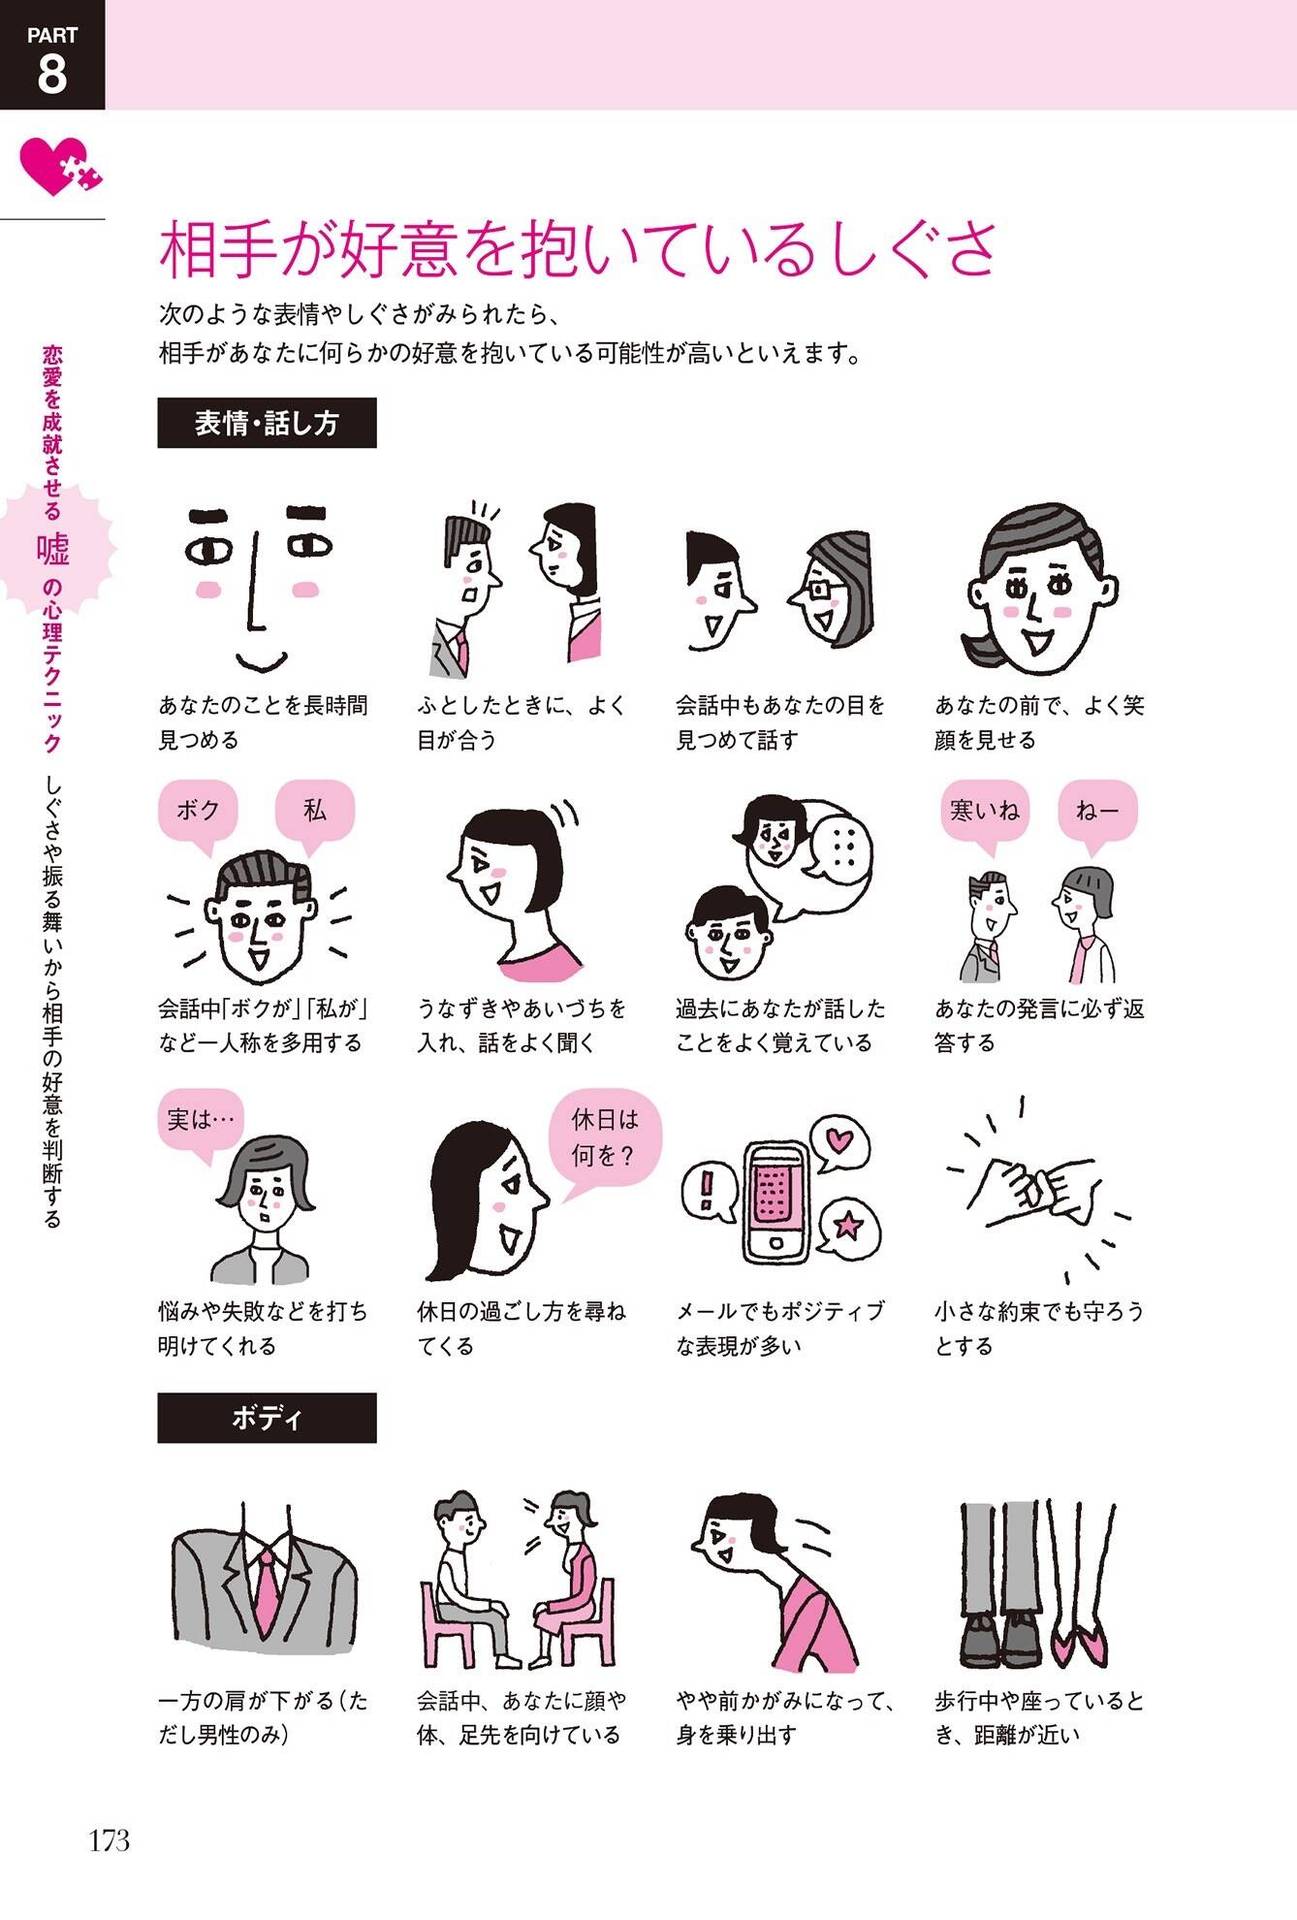 PART
8
恋愛を成就させる嘘の心理テクニック
しぐさや振る舞いから相手の好意を判断する
相手が好意を抱いているしぐさ
次のような表情やしぐさがみられたら、
相手があなたに何らかの好意を抱いている可能性が高いといえます。
表情・話し方
あなたのことを長時間
見つめる
ふとしたときに、よく
目が合う
会話中もあなたの目を
見つめて話す
あなたの前で、よく笑
顔を見せる
ボク
私
会話中「ボクが」「私が」
など一人称を多用する
うなずきやあいづちを
入れ、話をよく聞く
過去にあなたが話した
ことをよく覚えている
寒いね
ねー
あなたの発言に必ず返
答する
実は…
悩みや失敗などを打ち
明けてくれる
休日は
何を？
休日の過ごし方を尋ね
てくる
メールでもポジティブ
な表現が多い
小さな約束でも守ろう
とする
ボディ
一方の肩が下がる（た
だし男性のみ）
会話中、あなたに顔や
体、足先を向けている
やや前かがみになって、
身を乗り出す
歩行中や座っていると
き、距離が近い
173